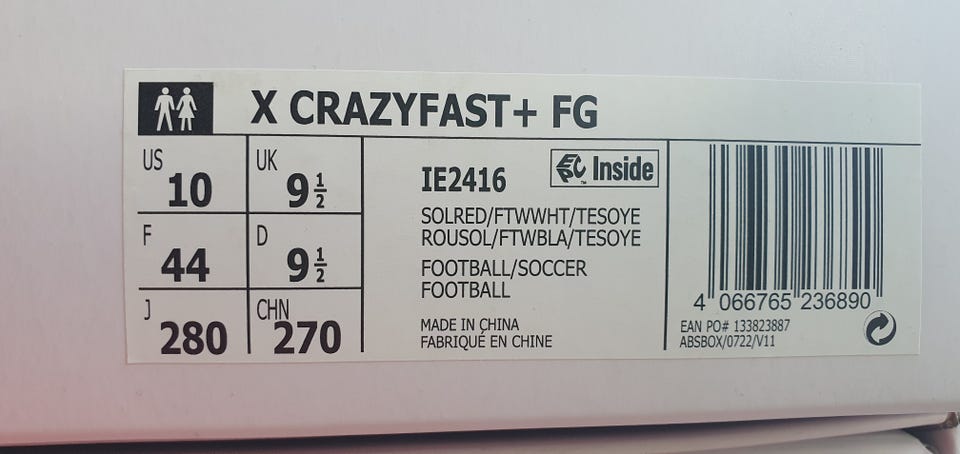 X CRAZYFAST+ FG
US 10
UK 9 1/2
F 44
D 9 1/2
J 280
CHN 270
IE2416
EPC Inside
™
SOLRED/FTWWHT/TESOYE
ROUSOL/FTWBLA/TESOYE
FOOTBALL/SOCCER
FOOTBALL
MADE IN CHINA
FABRIQUÉ EN CHINE
4 066765 236890
EAN PO# 133823887
ABSBOX/0722/V11